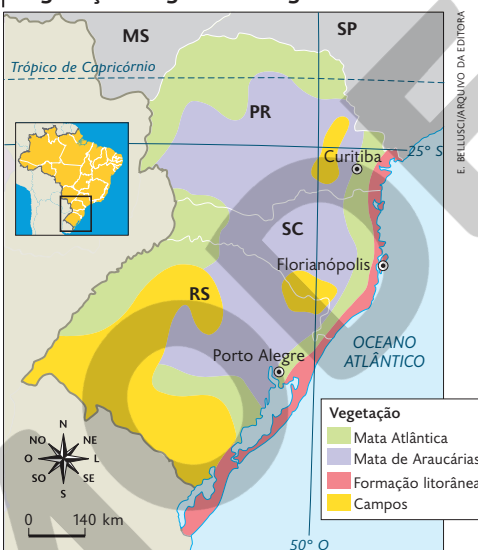 MS
SP
Trópico de Capricórnio
PR
Curitiba
25° S
SC
Florianópolis
RS
Porto Alegre
OCEANO
ATLÂNTICO
Vegetação
Mata Atlântica
Mata de Araucárias
Formação litorânea
Campos
N
NO
NE
O
L
SO
SE
S
0
140 km
50° O
E. BELLUSCI/ARQUIVO DA EDITORA